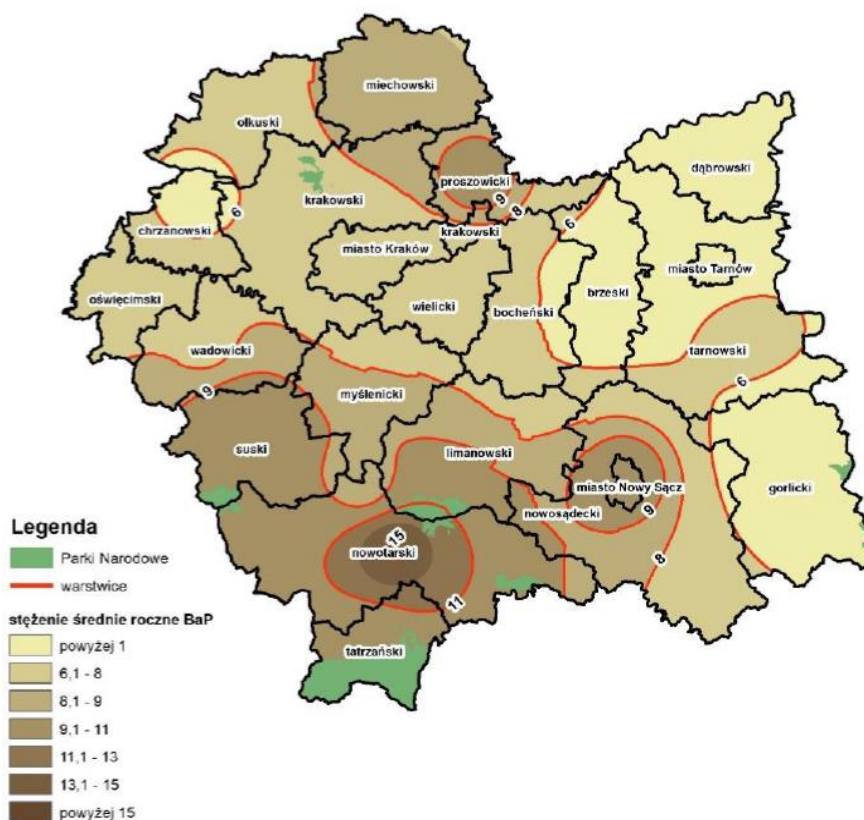 miechowski
olkuski
dąbrowski
proszowicki
9
krakowski
8
6
6
chrzanowski
krakowski
miasto Kraków
miasto Tarnów
oświęcimski
wielicki
bocheński
brzeski
wadowicki
tarnowski
6
9
myślenicki
suski
limanowski
miasto Nowy Sącz
gorlicki
nowosądecki
9
15
nowotarski
8
11
tatrzański
Legenda
Parki Narodowe
warstwice
stężenie średnie roczne BaP
powyżej 1
6,1 - 8
8,1 - 9
9,1 - 11
11,1 - 13
13,1 - 15
powyżej 15